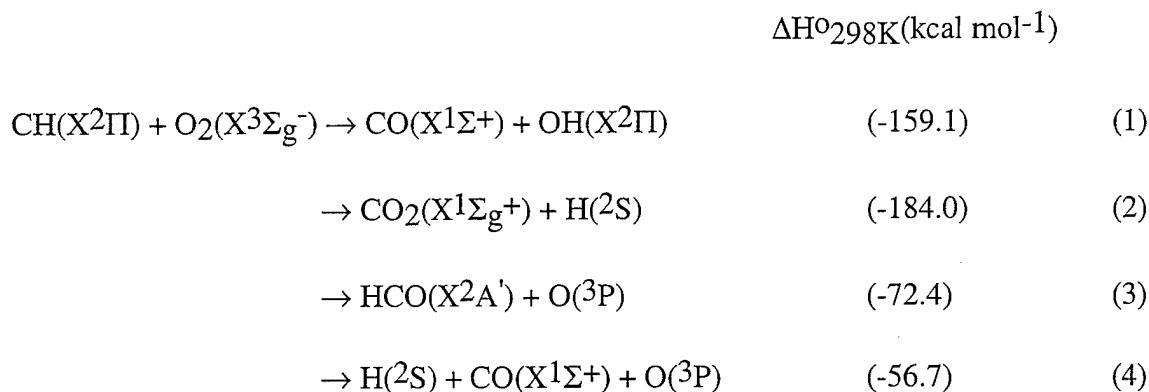 ΔHº298K(kcal mol-1)
CH(X²Π) + O₂(X³Σg⁻) → CO(X¹Σ⁺) + OH(X²Π) (-159.1) (1)
→ CO₂(X¹Σg⁺) + H(²S) (-184.0) (2)
→ HCO(X²A') + O(³P) (-72.4) (3)
→ H(²S) + CO(X¹Σ⁺) + O(³P) (-56.7) (4)